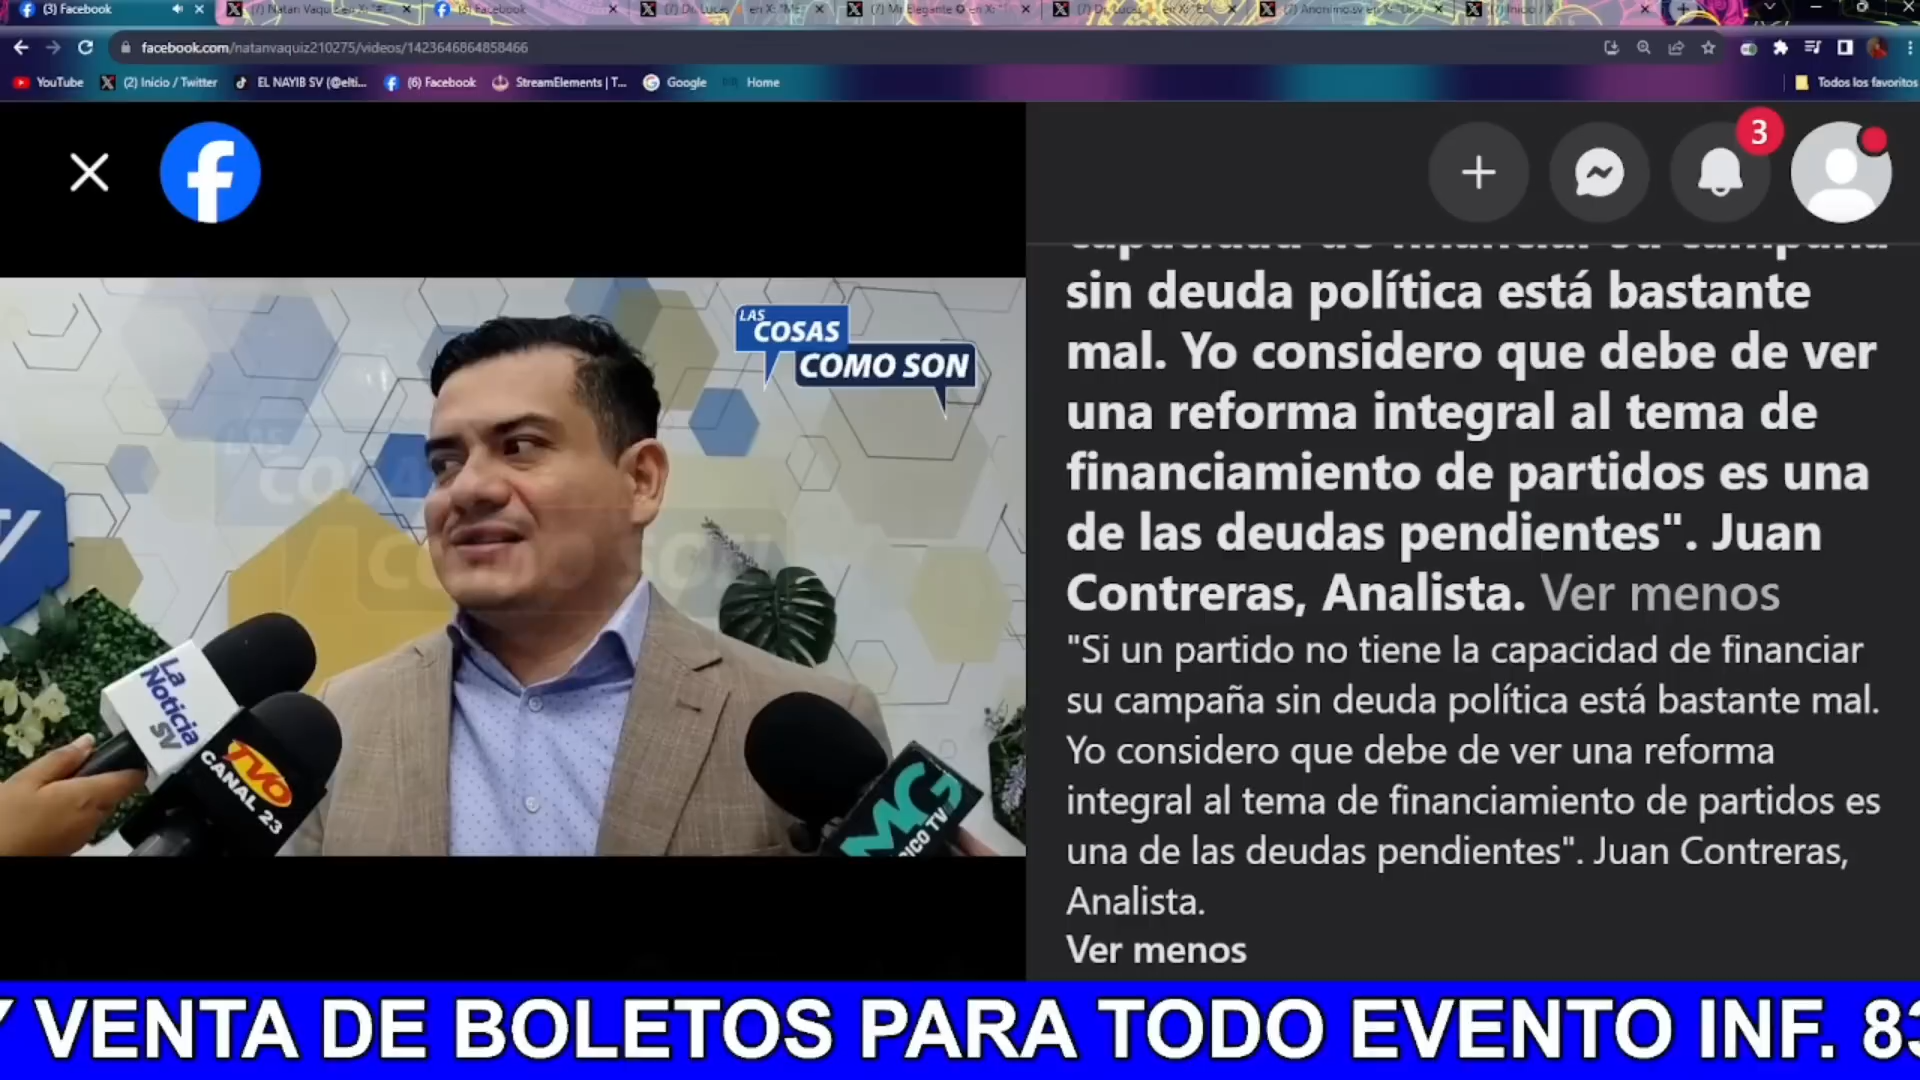 (3) Facebook
facebook.com/natanvaquiz210275/videos/1423646864858466
YouTube
(2) Inicio / Twitter
EL NAYIB SV (@elti...
(6) Facebook
StreamElements | T...
Google
Home
Todos los favoritos
3
LAS
COSAS
COMO SON
La
Noticia
SV
TVO
CANAL 23
sin deuda política está bastante
mal. Yo considero que debe de ver
una reforma integral al tema de
financiamiento de partidos es una
de las deudas pendientes". Juan
Contreras, Analista. Ver menos
"Si un partido no tiene la capacidad de financiar
su campaña sin deuda política está bastante mal.
Yo considero que debe de ver una reforma
integral al tema de financiamiento de partidos es
una de las deudas pendientes". Juan Contreras,
Analista.
Ver menos
Y VENTA DE BOLETOS PARA TODO EVENTO INF. 83